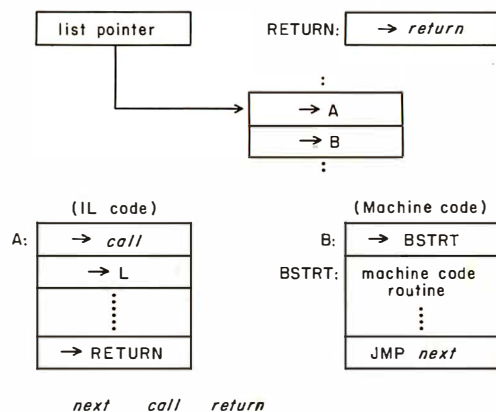 list pointer
RETURN: → return
→ A
→ B
(IL code)
A: → call
→ L
→ RETURN
(Machine code)
B: → BSTRT
BSTRT: machine code
routine
JMP next
next call return